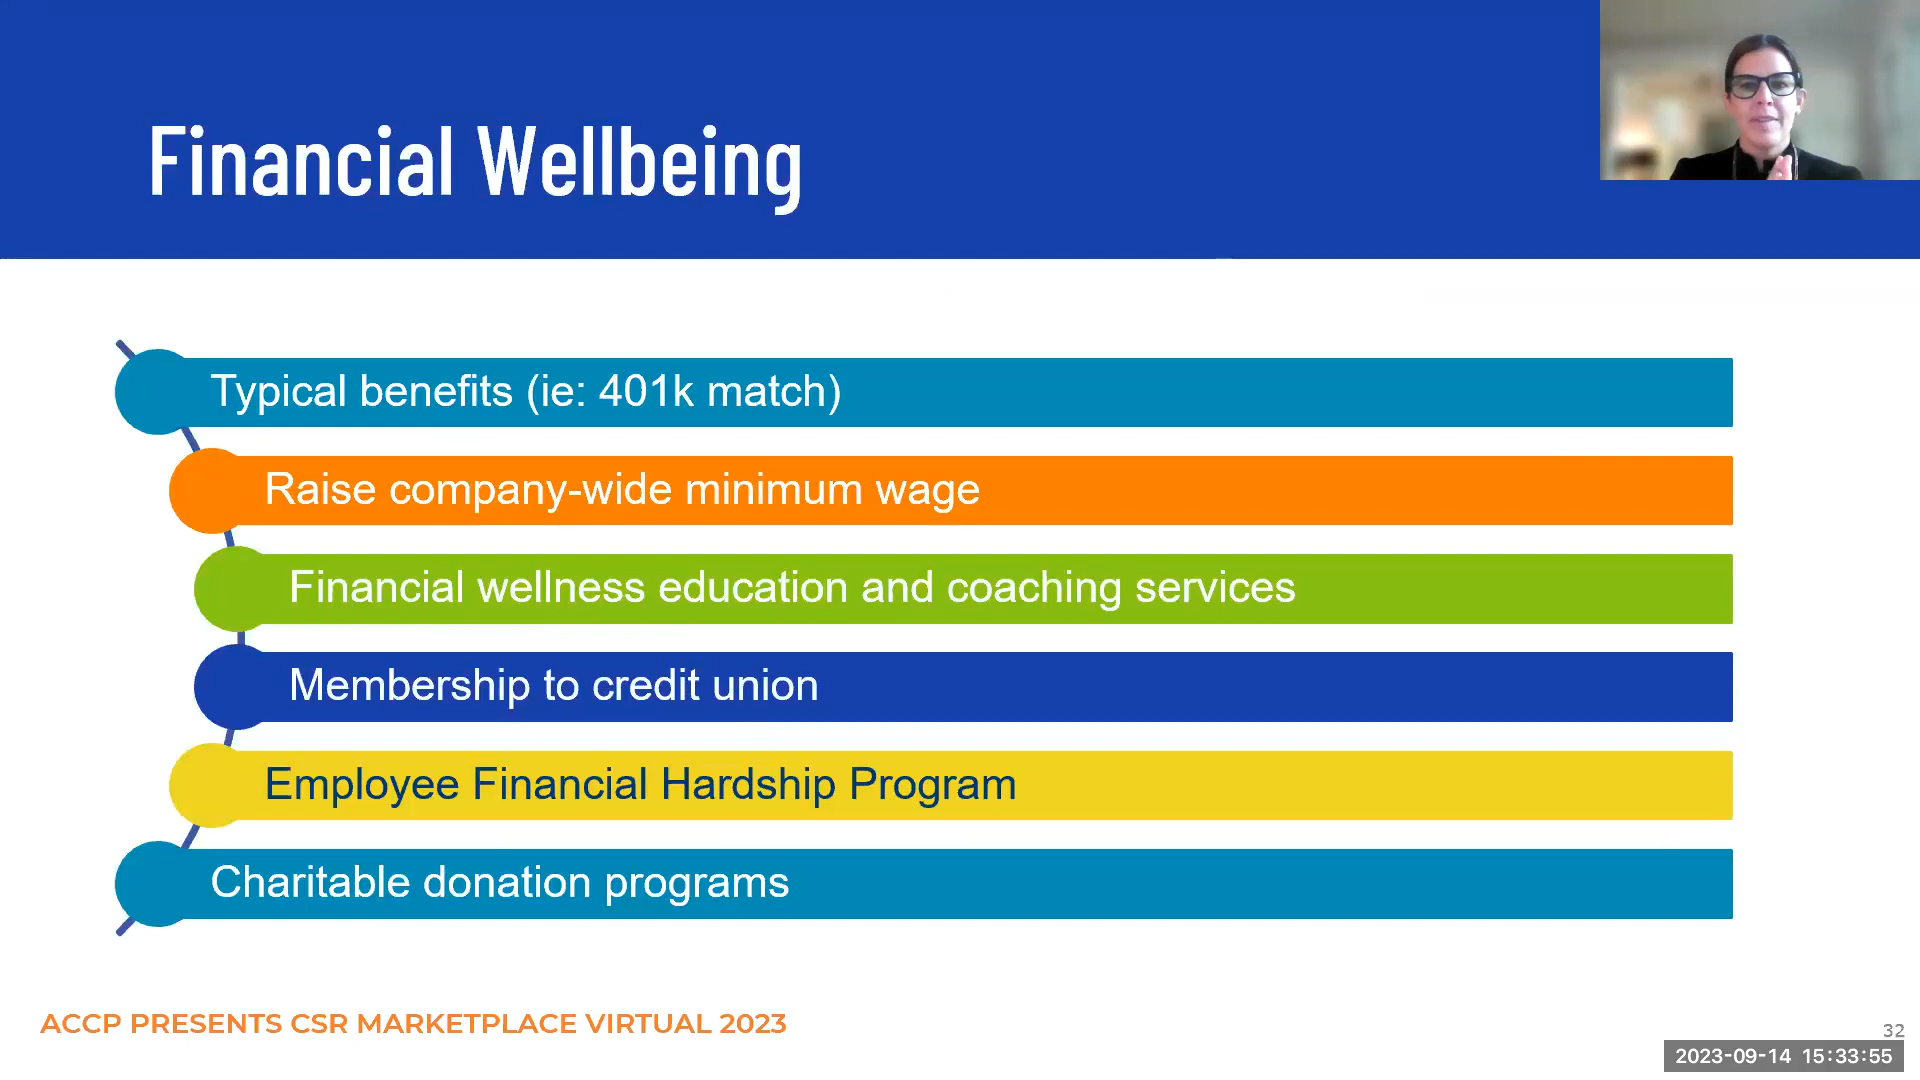 Financial Wellbeing
Typical benefits (ie: 401k match)
Raise company-wide minimum wage
Financial wellness education and coaching services
Membership to credit union
Employee Financial Hardship Program
Charitable donation programs
ACCP PRESENTS CSR MARKETPLACE VIRTUAL 2023
32
2023-09-14 15:33:55